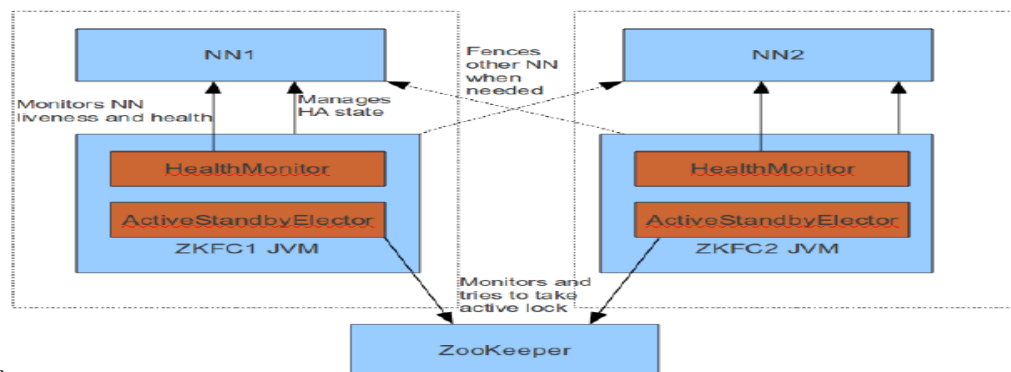 NN1
NN2
Fences
other NN
when
needed
Monitors NN
liveness and health
Manages
HA state
HealthMonitor
ActiveStandbyElector
ZKFC1 JVM
HealthMonitor
ActiveStandbyElector
ZKFC2 JVM
Monitors and
tries to take
active lock
ZooKeeper